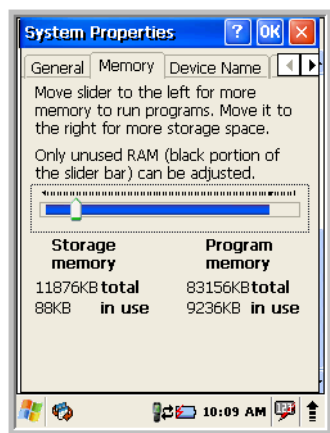 System Properties ? OK
General Memory Device Name
Move slider to the left for more
memory to run programs. Move it to
the right for more storage space.
Only unused RAM (black portion of
the slider bar) can be adjusted.
Storage Program
memory memory
11876KB total 83156KB total
88KB in use 9236KB in use
10:09 AM